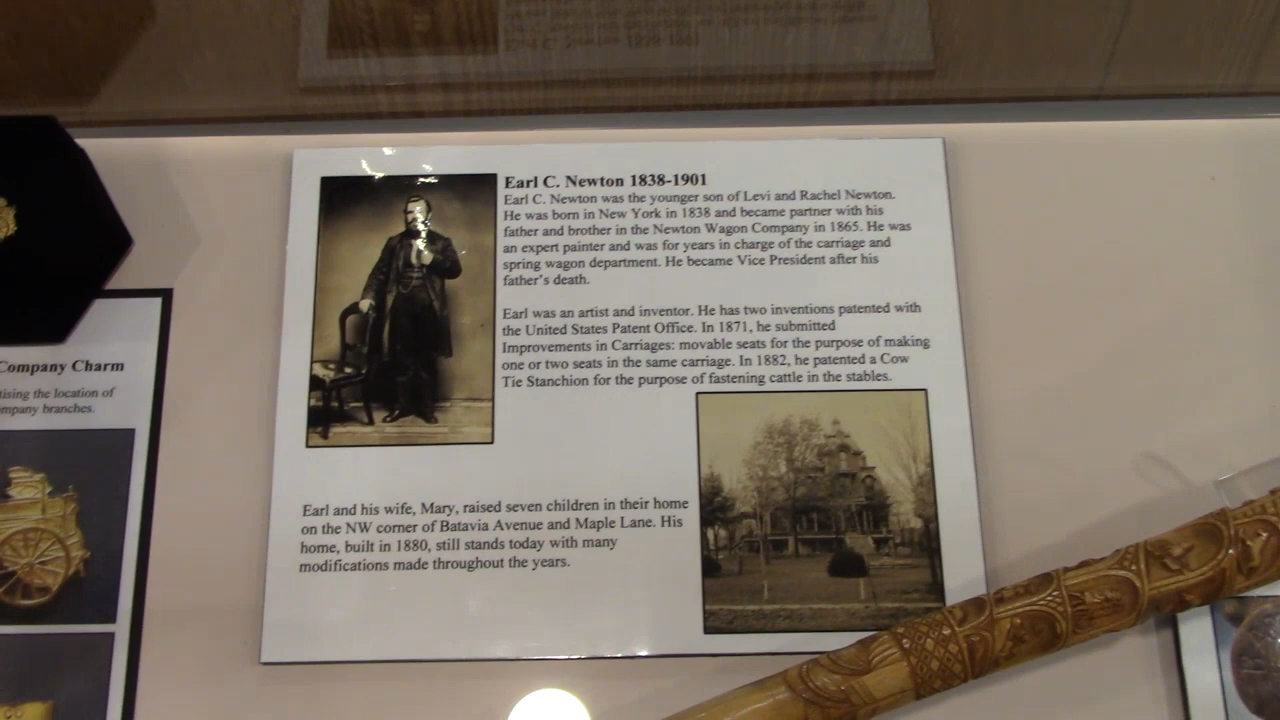 Earl C. Newton 1838-1901
Earl C. Newton was the younger son of Levi and Rachel Newton.
He was born in New York in 1838 and became partner with his
father and brother in the Newton Wagon Company in 1865. He was
an expert painter and was for years in charge of the carriage and
spring wagon department. He became Vice President after his
father's death.
Earl was an artist and inventor. He has two inventions patented with
the United States Patent Office. In 1871, he submitted
Improvements in Carriages: movable seats for the purpose of making
one or two seats in the same carriage. In 1882, he patented a Cow
Tie Stanchion for the purpose of fastening cattle in the stables.
Earl and his wife, Mary, raised seven children in their home
on the NW corner of Batavia Avenue and Maple Lane. His
home, built in 1880, still stands today with many
modifications made throughout the years.
Company Charm
tising the location of
mpany branches.